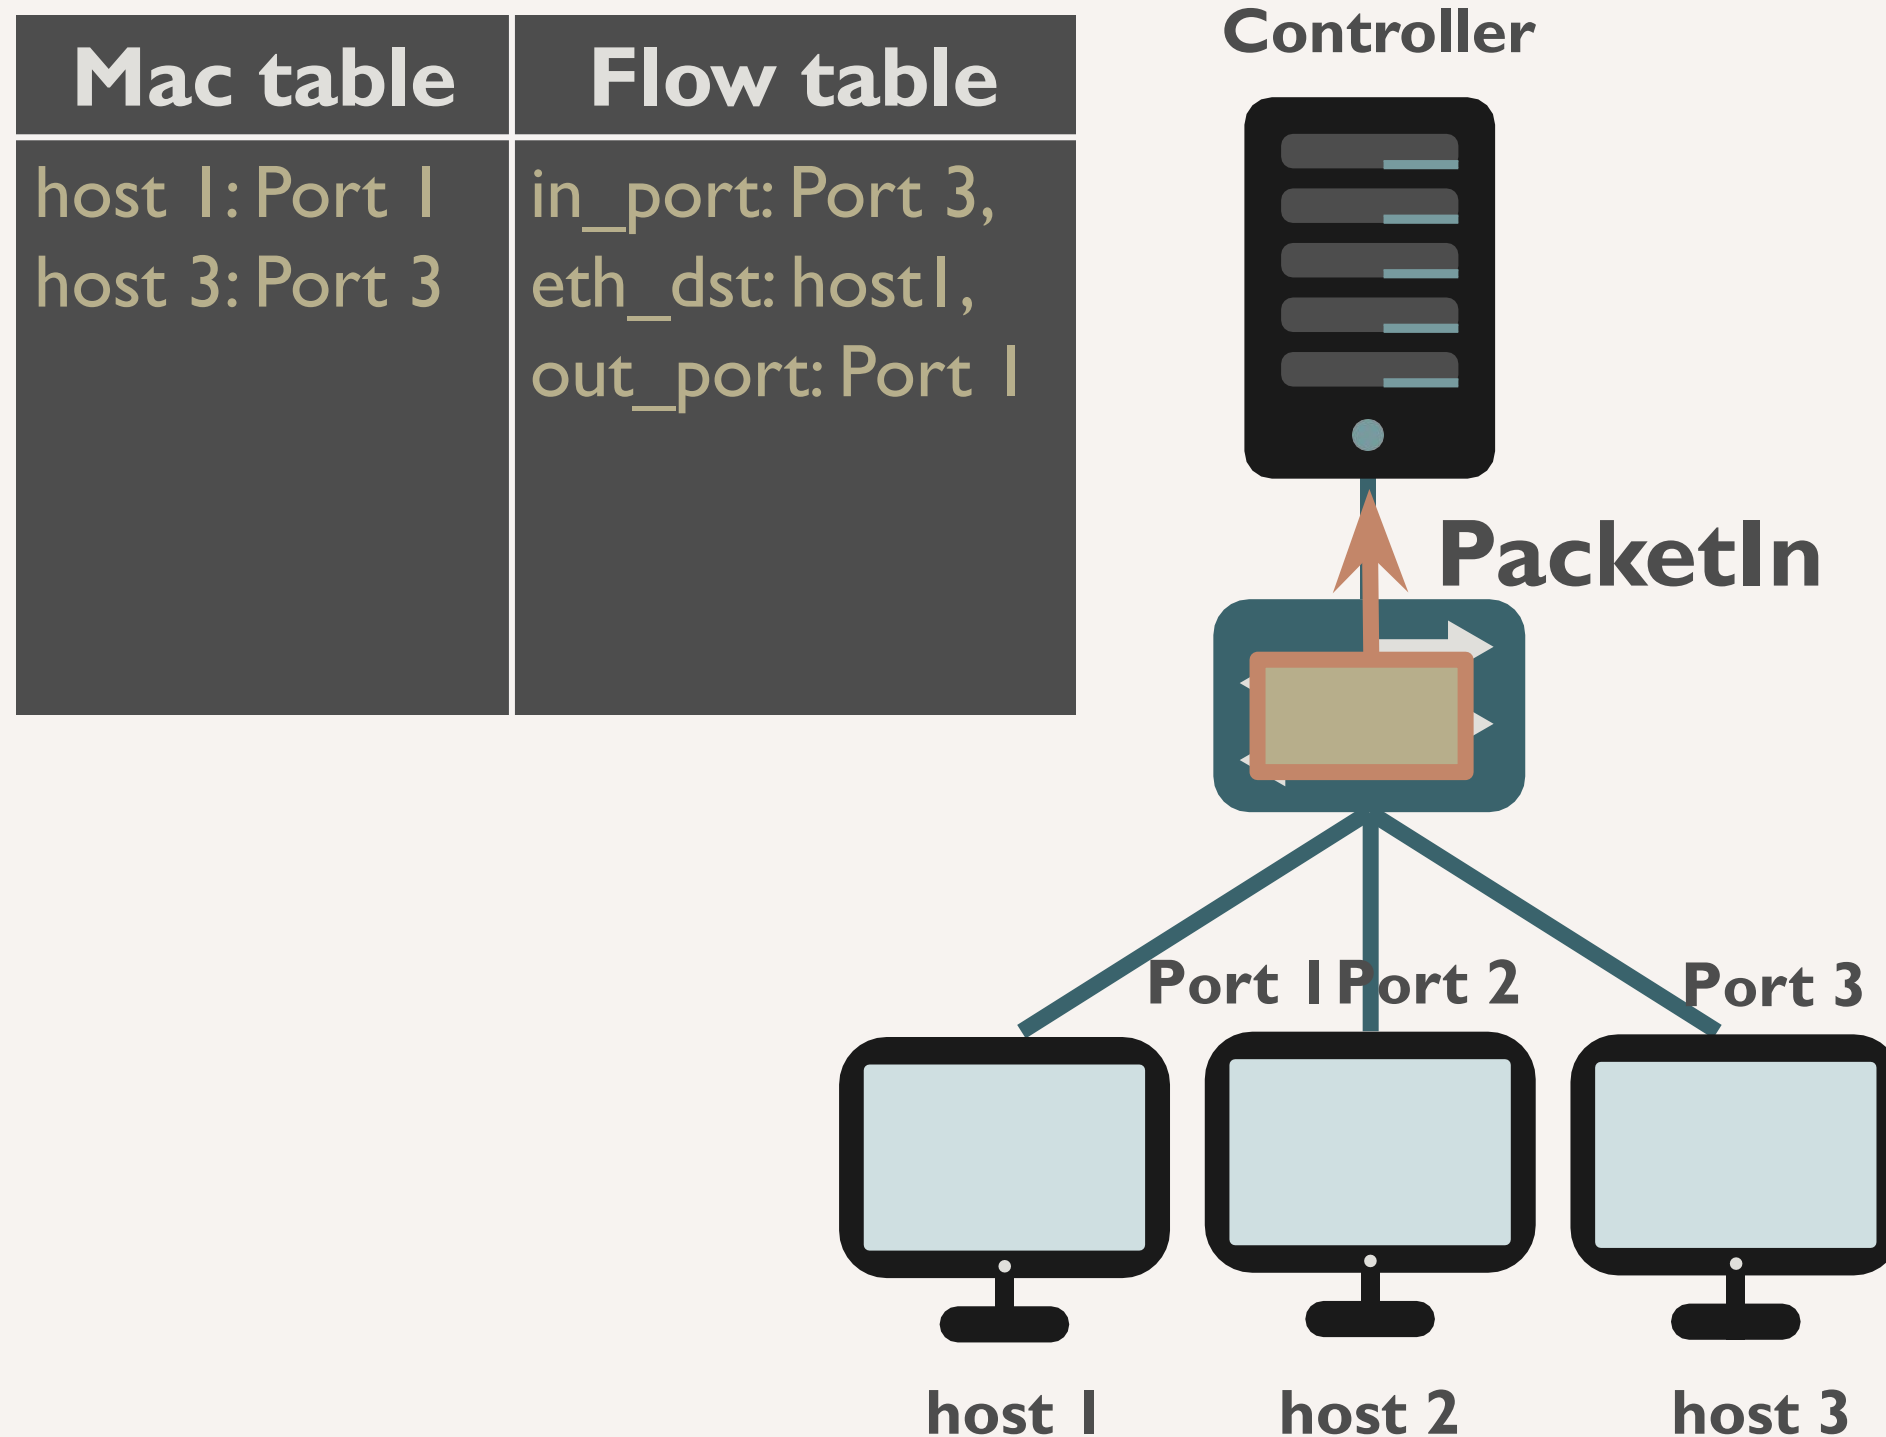 Controller
Mac table
Flow table
host 1: Port 1
host 3: Port 3
in_port: Port 3,
eth_dst: host1,
out_port: Port 1
PacketIn
Port 1
Port 2
Port 3
host 1
host 2
host 3